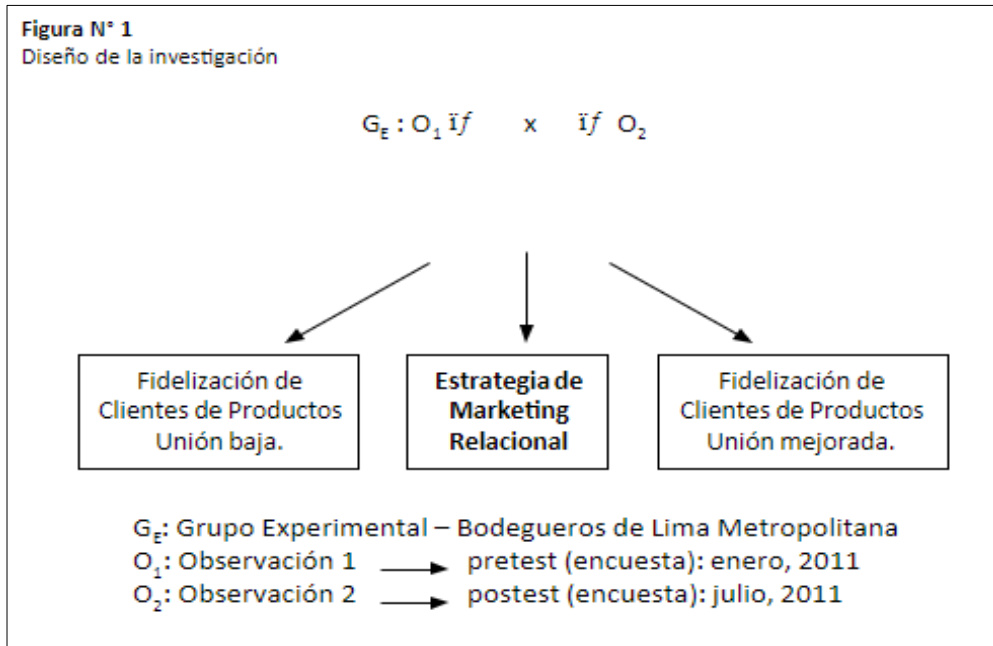 Figura N° 1
Diseño de la investigación
G_E : O_1 ïf x ïf O_2
Fidelización de
Clientes de Productos
Unión baja.
Estrategia de
Marketing
Relacional
Fidelización de
Clientes de Productos
Unión mejorada.
G_E: Grupo Experimental – Bodegueros de Lima Metropolitana
O_1: Observación 1 → pretest (encuesta): enero, 2011
O_2: Observación 2 → postest (encuesta): julio, 2011